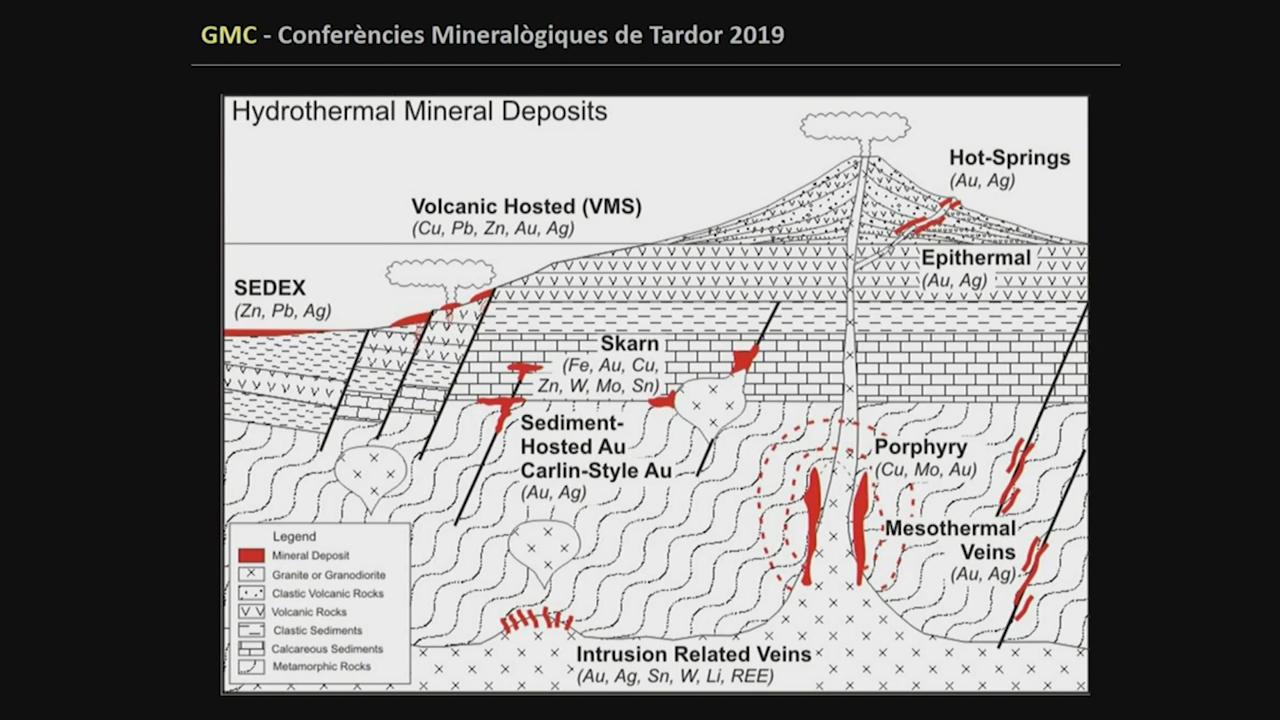 GMC - Conferències Mineralògiques de Tardor 2019
Hydrothermal Mineral Deposits
Hot-Springs
(Au, Ag)
Volcanic Hosted (VMS)
(Cu, Pb, Zn, Au, Ag)
Epithermal
(Au, Ag)
SEDEX
(Zn, Pb, Ag)
Skarn
(Fe, Au, Cu,
Zn, W, Mo, Sn)
Sediment-
Hosted Au
Carlin-Style Au
(Au, Ag)
Porphyry
(Cu, Mo, Au)
Mesothermal
Veins
(Au, Ag)
Legend
Mineral Deposit
Granite or Granodiorite
Clastic Volcanic Rocks
Volcanic Rocks
Clastic Sediments
Calcareous Sediments
Metamorphic Rocks
Intrusion Related Veins
(Au, Ag, Sn, W, Li, REE)